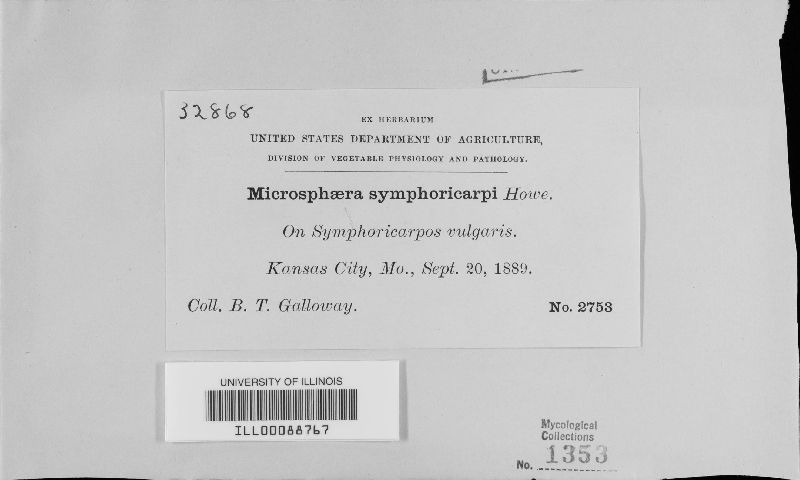 32868
EX HERBARIUM
UNITED STATES DEPARTMENT OF AGRICULTURE,
DIVISION OF VEGETABLE PHYSIOLOGY AND PATHOLOGY.
Microsphæra symphoricarpi Howe.
On Symphoricarpos vulgaris.
Kansas City, Mo., Sept. 20, 1889.
Coll. B. T. Galloway. No. 2753
UNIVERSITY OF ILLINOIS
ILL00088767
Mycological
Collections
No. 1353